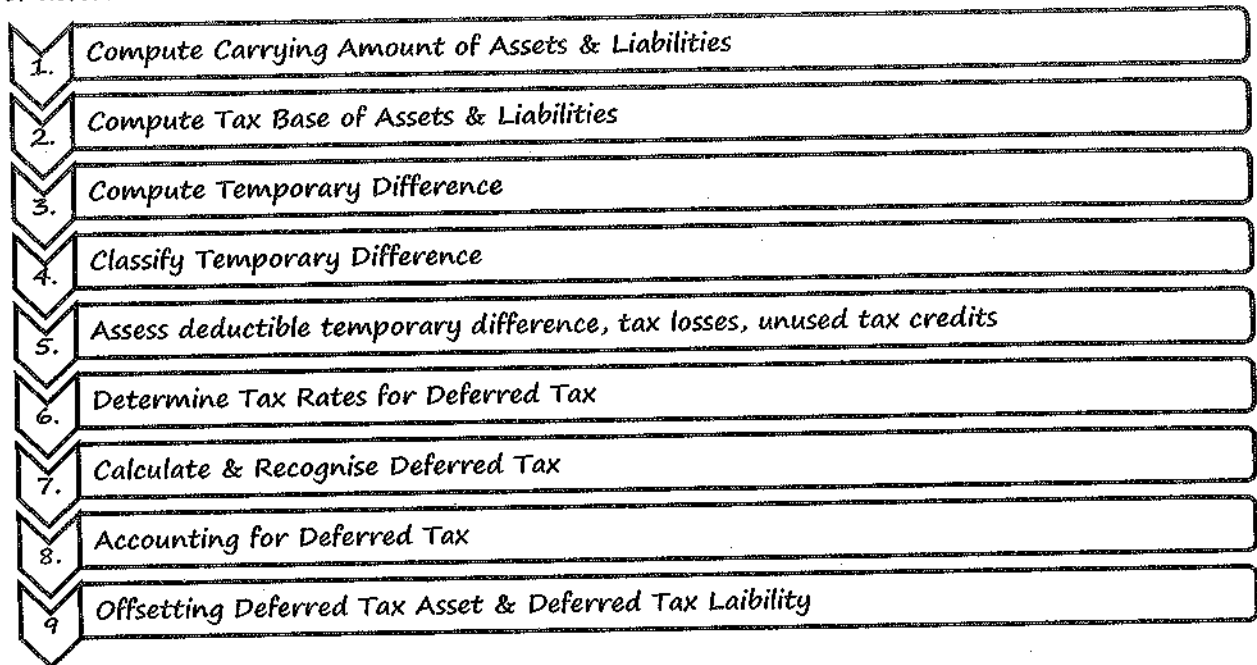 1. Compute Carrying Amount of Assets & Liabilities
2. Compute Tax Base of Assets & Liabilities
3. Compute Temporary Difference
4. Classify Temporary Difference
5. Assess deductible temporary difference, tax losses, unused tax credits
6. Determine Tax Rates for Deferred Tax
7. Calculate & Recognise Deferred Tax
8. Accounting for Deferred Tax
9 Offsetting Deferred Tax Asset & Deferred Tax Laibility